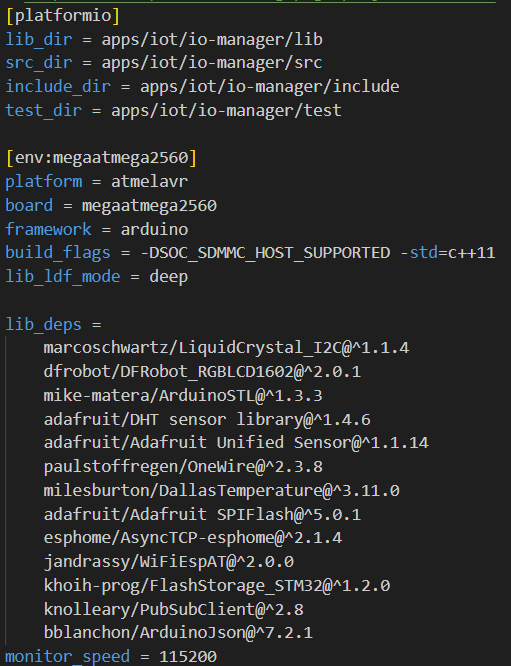 [platformio]
lib_dir = apps/iot/io-manager/lib
src_dir = apps/iot/io-manager/src
include_dir = apps/iot/io-manager/include
test_dir = apps/iot/io-manager/test
[env:megaatmega2560]
platform = atmelavr
board = megaatmega2560
framework = arduino
build_flags = -DSOC_SDMMC_HOST_SUPPORTED -std=c++11
lib_ldf_mode = deep
lib_deps =
marcoschwartz/LiquidCrystal_I2C@^1.1.4
dfrobot/DFRobot_RGBLCD1602@^2.0.1
mike-matera/ArduinoSTL@^1.3.3
adafruit/DHT sensor library@^1.4.6
adafruit/Adafruit Unified Sensor@^1.1.14
paulstoffregen/OneWire@^2.3.8
milesburton/DallasTemperature@^3.11.0
adafruit/Adafruit SPIFlash@^5.0.1
esphome/AsyncTCP-esphome@^2.1.4
jandrassy/WiFiEspAT@^2.0.0
khoih-prog/FlashStorage_STM32@^1.2.0
knolleary/PubSubClient@^2.8
bblanchon/ArduinoJson@^7.2.1
monitor_speed = 115200